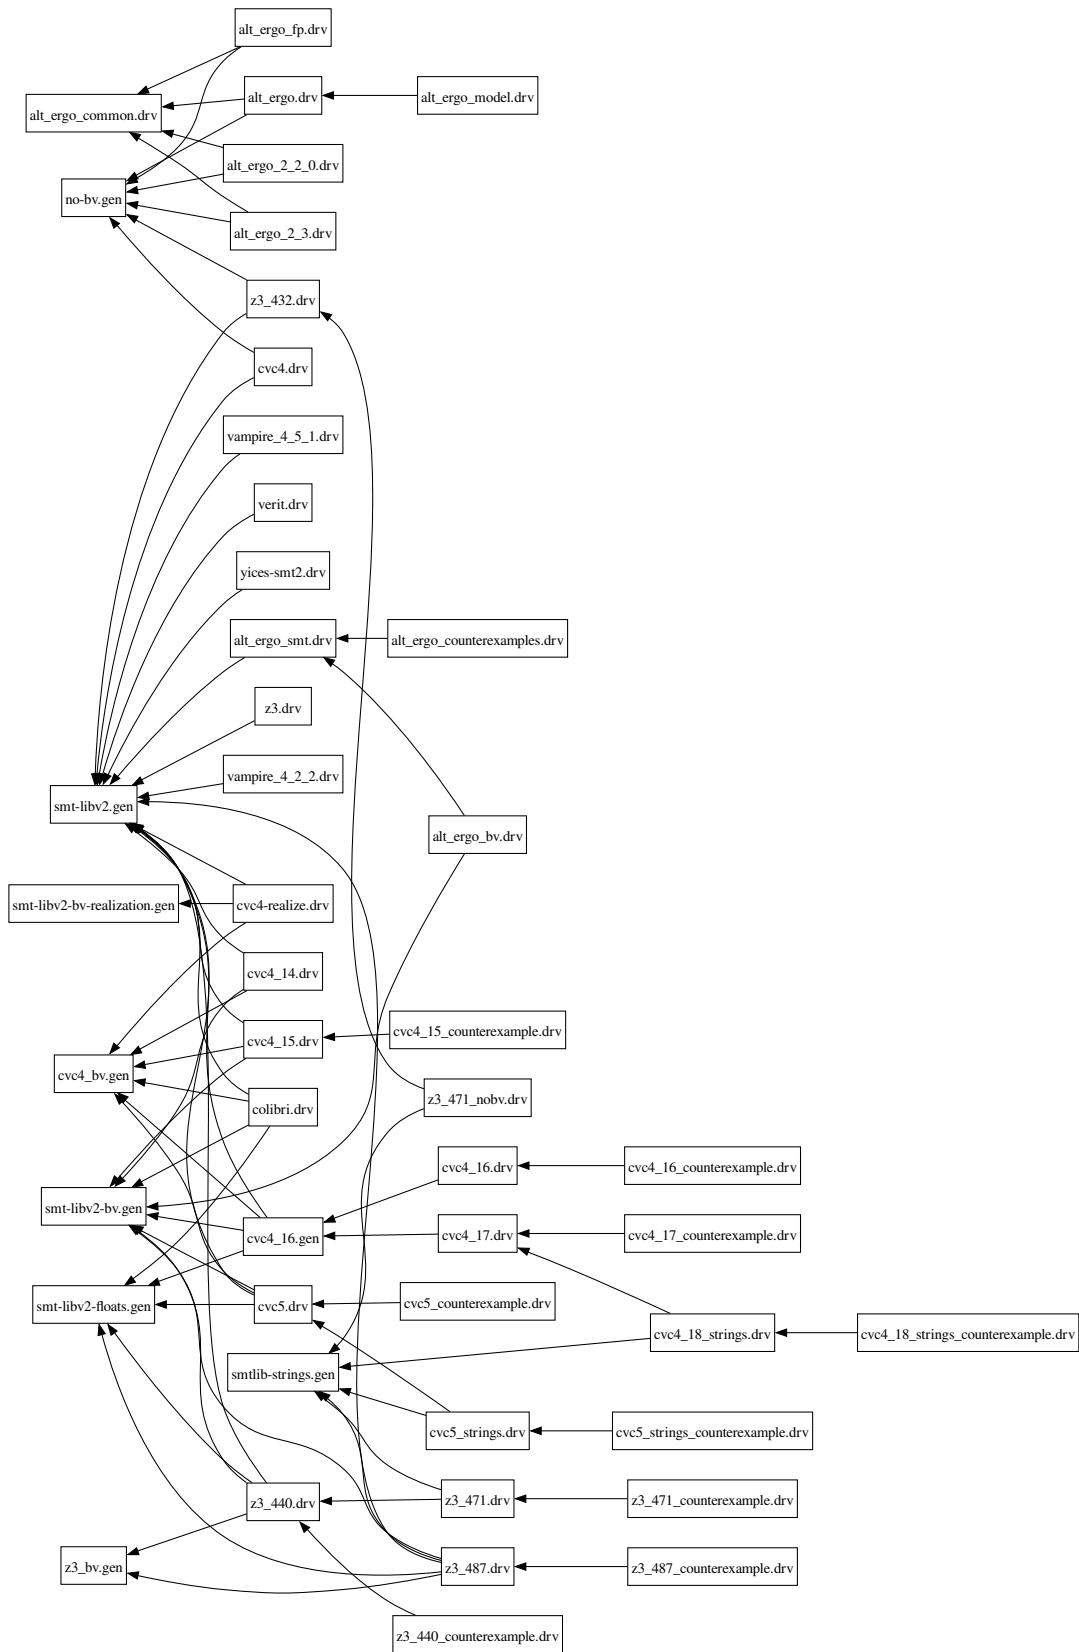 alt_ergo_fp.drv
alt_ergo.drv
alt_ergo_model.drv
alt_ergo_common.drv
alt_ergo_2_2_0.drv
no-bv.gen
alt_ergo_2_3.drv
z3_432.drv
cvc4.drv
vampire_4_5_1.drv
verit.drv
yices-smt2.drv
alt_ergo_smt.drv
alt_ergo_counterexamples.drv
z3.drv
vampire_4_2_2.drv
smt-libv2.gen
alt_ergo_bv.drv
smt-libv2-bv-realization.gen
cvc4-realize.drv
cvc4_14.drv
cvc4_15_counterexample.drv
cvc4_15.drv
cvc4_bv.gen
z3_471_nobv.drv
colibri.drv
cvc4_16.drv
cvc4_16_counterexample.drv
smt-libv2-bv.gen
cvc4_16.gen
cvc4_17.drv
cvc4_17_counterexample.drv
smt-libv2-floats.gen
cvc5.drv
cvc5_counterexample.drv
cvc4_18_strings.drv
cvc4_18_strings_counterexample.drv
smtlib-strings.gen
cvc5_strings.drv
cvc5_strings_counterexample.drv
z3_440.drv
z3_471.drv
z3_471_counterexample.drv
z3_bv.gen
z3_487.drv
z3_487_counterexample.drv
z3_440_counterexample.drv